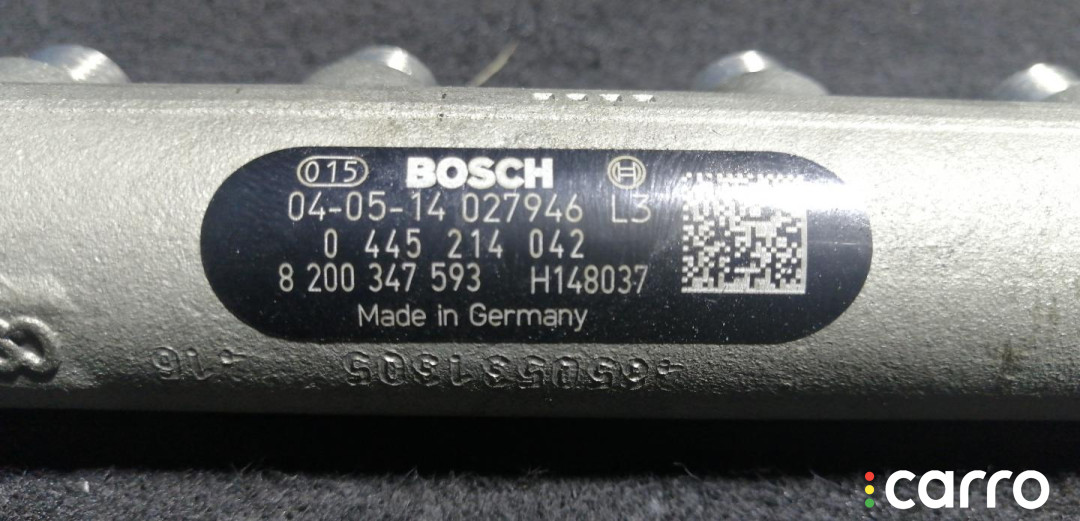 015 BOSCH
04-05-14 027946 L3
0 445 214 042
8 200 347 593 H148037
Made in Germany
carro